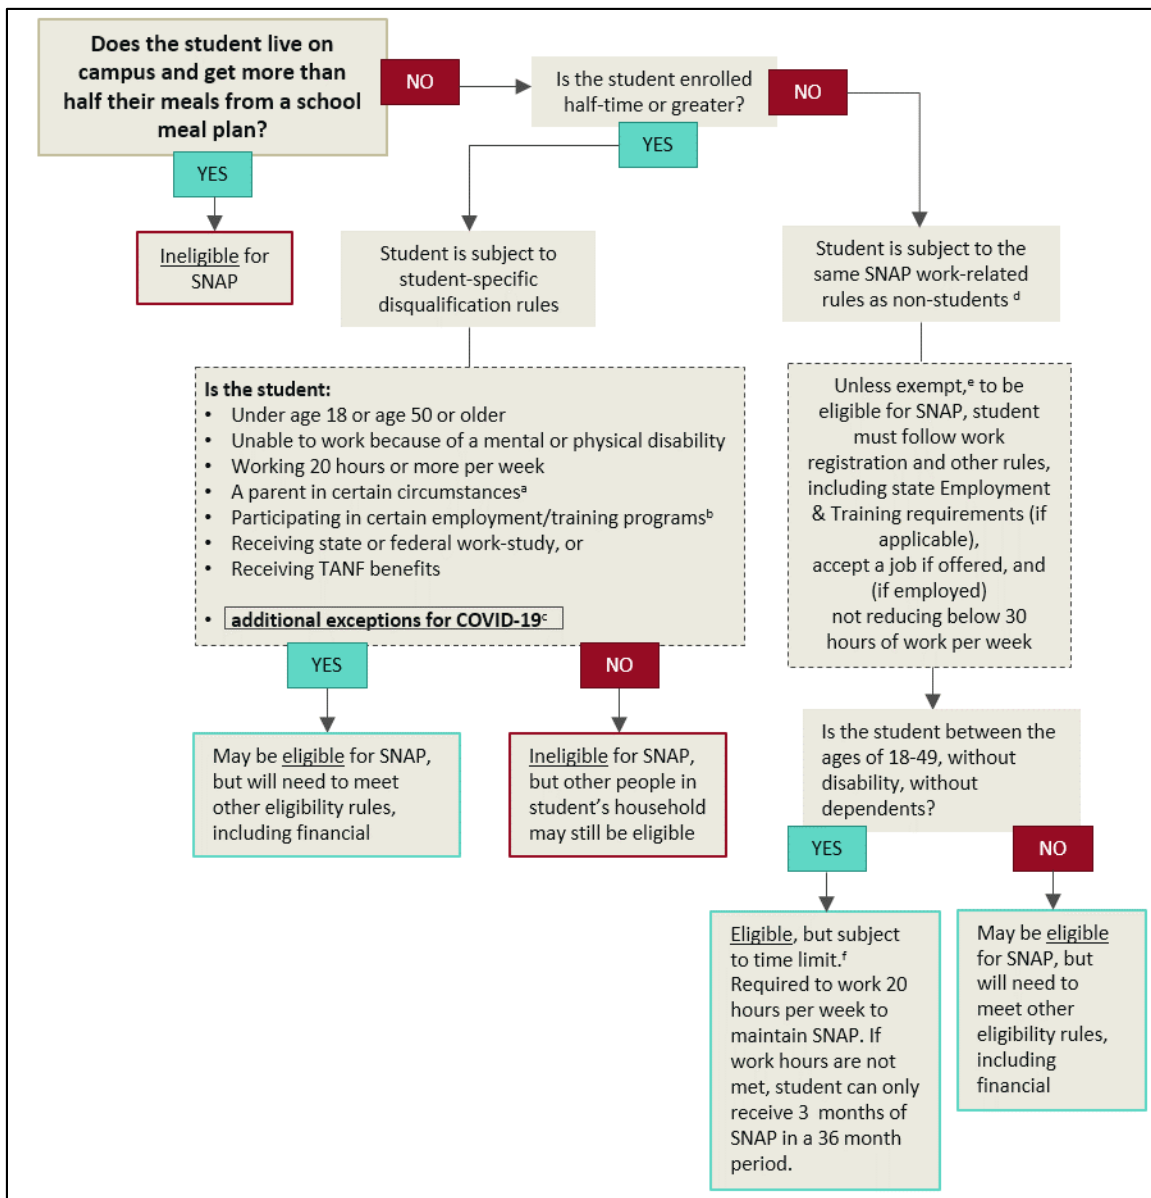 Does the student live on
campus and get more than
half their meals from a school
meal plan?
NO
YES
Ineligible for
SNAP
Is the student enrolled
half-time or greater?
NO
YES
Student is subject to
student-specific
disqualification rules
Is the student:
• Under age 18 or age 50 or older
• Unable to work because of a mental or physical disability
• Working 20 hours or more per week
• A parent in certain circumstancesᵃ
• Participating in certain employment/training programsᵇ
• Receiving state or federal work-study, or
• Receiving TANF benefits
• additional exceptions for COVID-19ᶜ
YES
NO
May be eligible for SNAP,
but will need to meet
other eligibility rules,
including financial
Ineligible for SNAP,
but other people in
student's household
may still be eligible
Student is subject to the
same SNAP work-related
rules as non-students ᵈ
Unless exempt,ᵉ to be
eligible for SNAP, student
must follow work
registration and other rules,
including state Employment
& Training requirements (if
applicable),
accept a job if offered, and
(if employed)
not reducing below 30
hours of work per week
Is the student between the
ages of 18-49, without
disability, without
dependents?
YES
NO
Eligible, but subject
to time limit.ᶠ
Required to work 20
hours per week to
maintain SNAP. If
work hours are not
met, student can only
receive 3 months of
SNAP in a 36 month
period.
May be eligible
for SNAP, but
will need to
meet other
eligibility rules,
including
financial